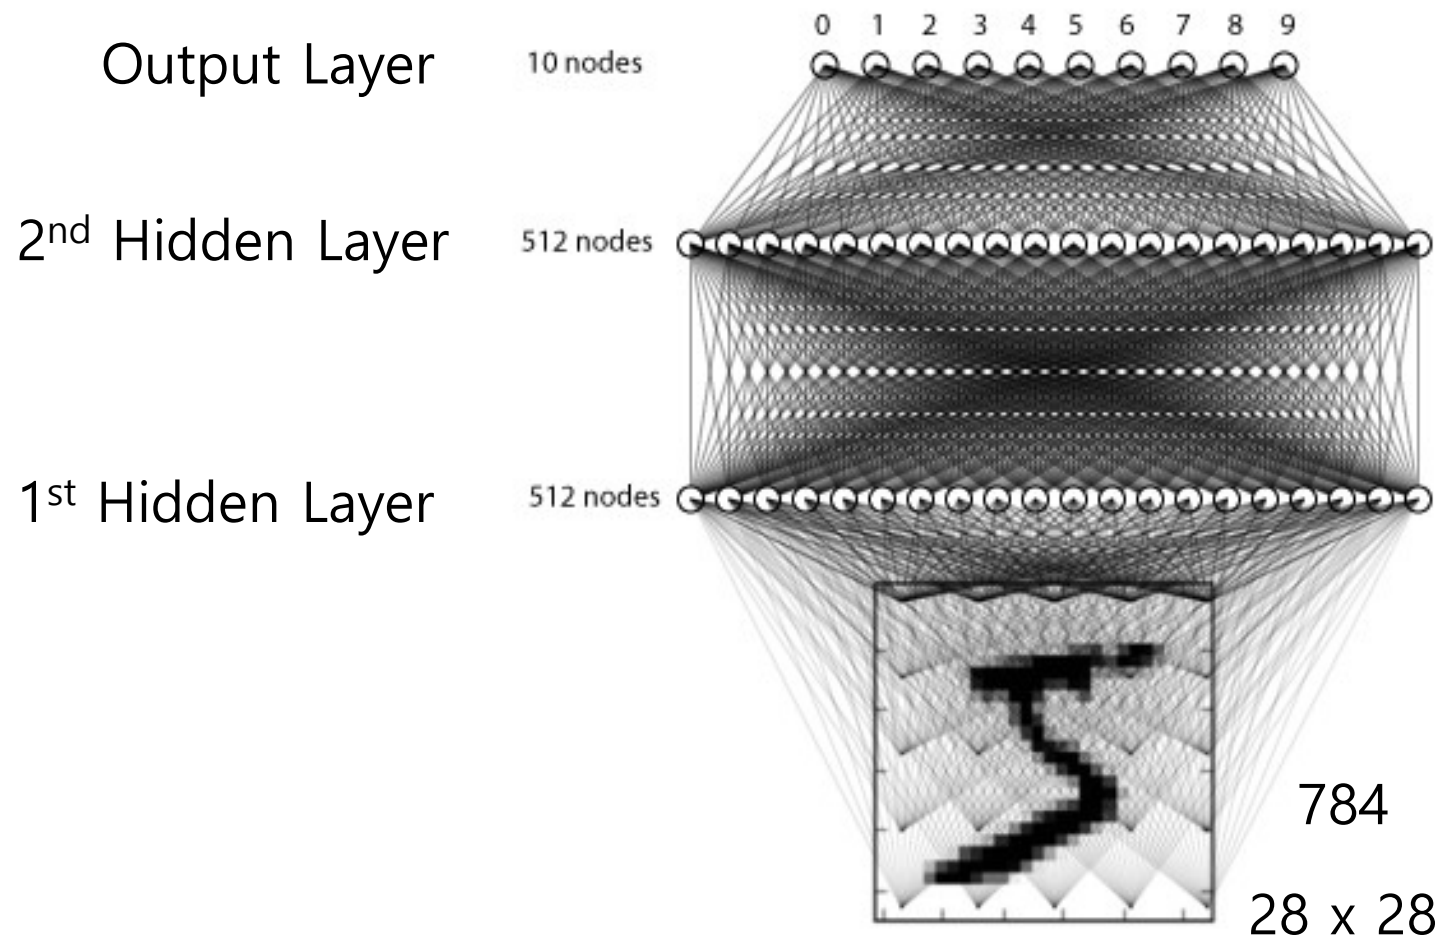 0 1 2 3 4 5 6 7 8 9
Output Layer 10 nodes
2nd Hidden Layer 512 nodes
1st Hidden Layer 512 nodes
5
784
28 x 28